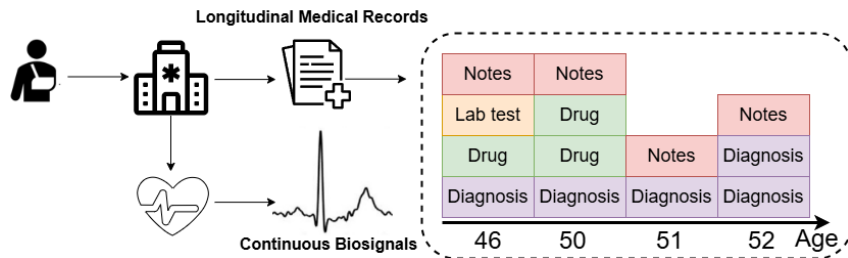 Longitudinal Medical Records
Notes Notes
Lab test Drug Notes
Drug Drug Notes Diagnosis
Diagnosis Diagnosis Diagnosis Diagnosis
46 50 51 52 Age
Continuous Biosignals